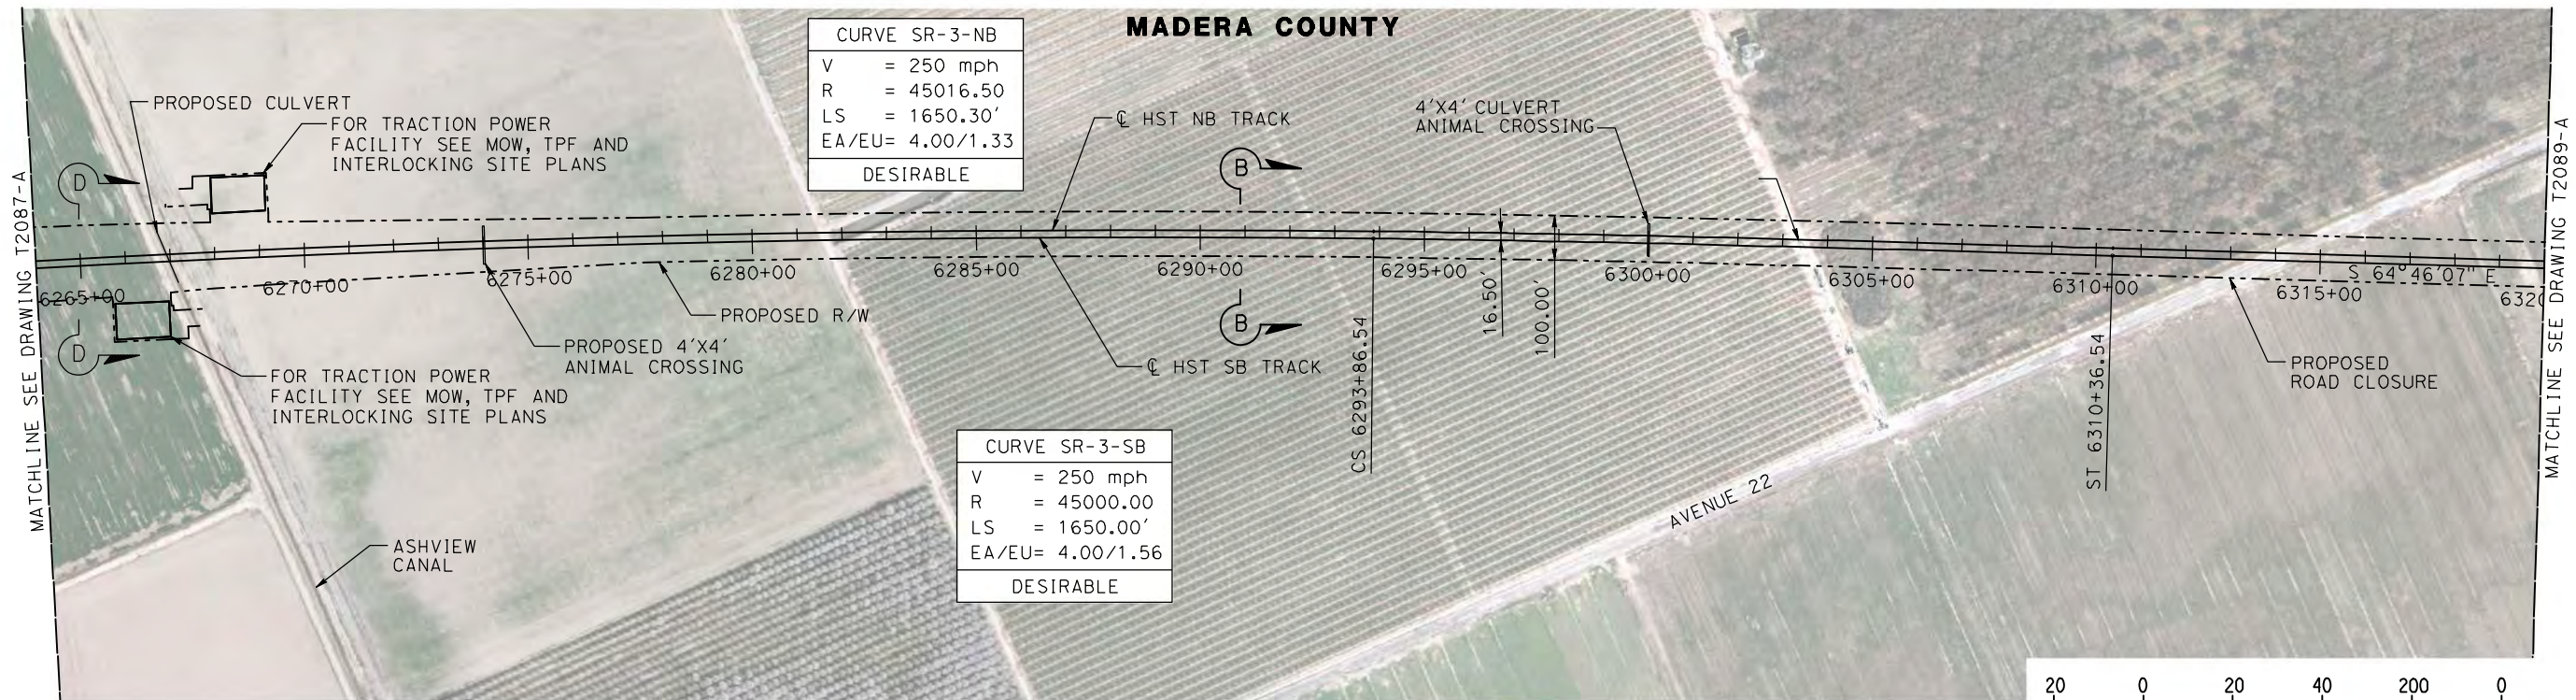 MADERA COUNTY
MATCHLINE SEE DRAWING T2087-A
PROPOSED CULVERT
FOR TRACTION POWER
FACILITY SEE MOW, TPF AND
INTERLOCKING SITE PLANS
D
D
FOR TRACTION POWER
FACILITY SEE MOW, TPF AND
INTERLOCKING SITE PLANS
ASHVIEW
CANAL
PROPOSED 4'X4'
ANIMAL CROSSING
PROPOSED R/W
CURVE SR-3-NB
V = 250 mph
R = 45016.50
LS = 1650.30'
EA/EU= 4.00/1.33
DESIRABLE
℄ HST NB TRACK
B
B
℄ HST SB TRACK
CURVE SR-3-SB
V = 250 mph
R = 45000.00
LS = 1650.00'
EA/EU= 4.00/1.56
DESIRABLE
4'X4' CULVERT
ANIMAL CROSSING
6265+00
6270+00
6275+00
6280+00
6285+00
6290+00
6295+00
6300+00
6305+00
6310+00
6315+00
6320
S 64°46'07" E
CS 6293+86.54
16.50'
100.00'
ST 6310+36.54
AVENUE 22
PROPOSED
ROAD CLOSURE
MATCHLINE SEE DRAWING T2089-A
20 0 20 40 200 0